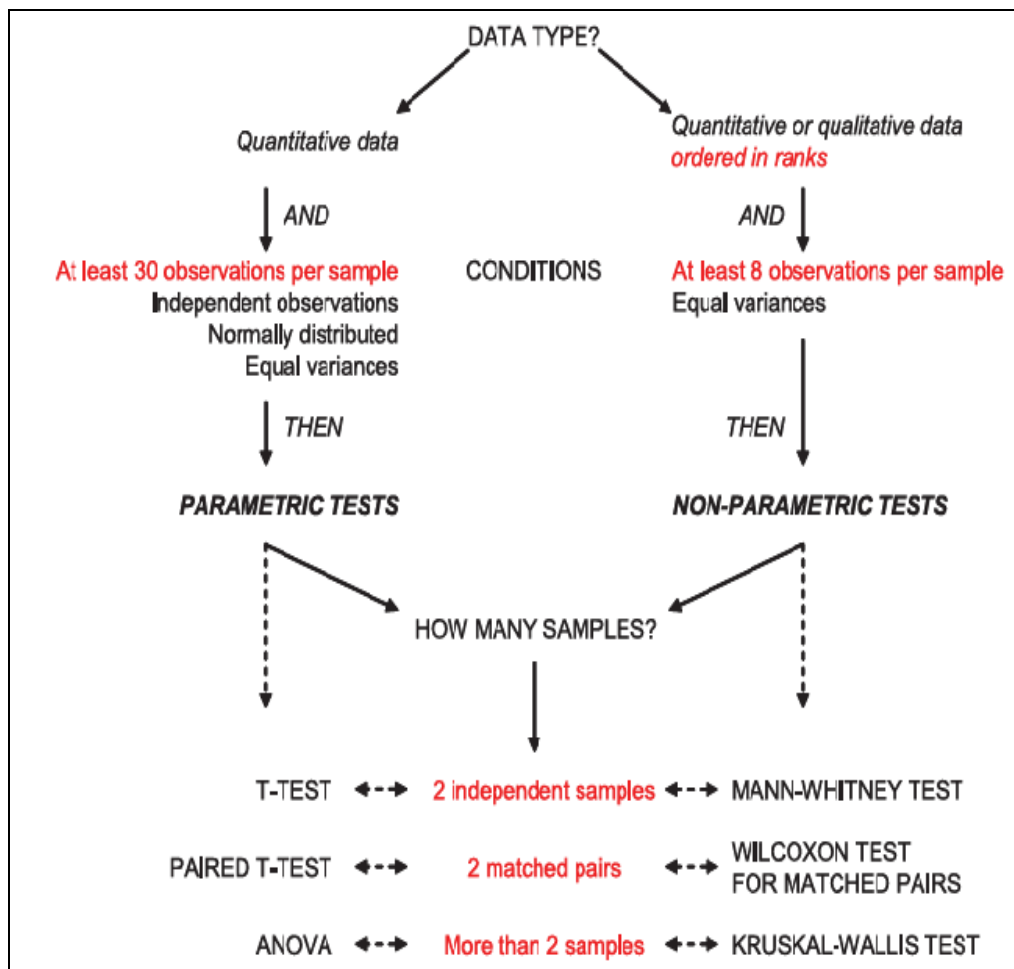 DATA TYPE?
Quantitative data
Quantitative or qualitative data
ordered in ranks
AND
AND
At least 30 observations per sample
Independent observations
Normally distributed
Equal variances
CONDITIONS
At least 8 observations per sample
Equal variances
THEN
THEN
PARAMETRIC TESTS
NON-PARAMETRIC TESTS
HOW MANY SAMPLES?
T-TEST
2 independent samples
MANN-WHITNEY TEST
PAIRED T-TEST
2 matched pairs
WILCOXON TEST
FOR MATCHED PAIRS
ANOVA
More than 2 samples
KRUSKAL-WALLIS TEST